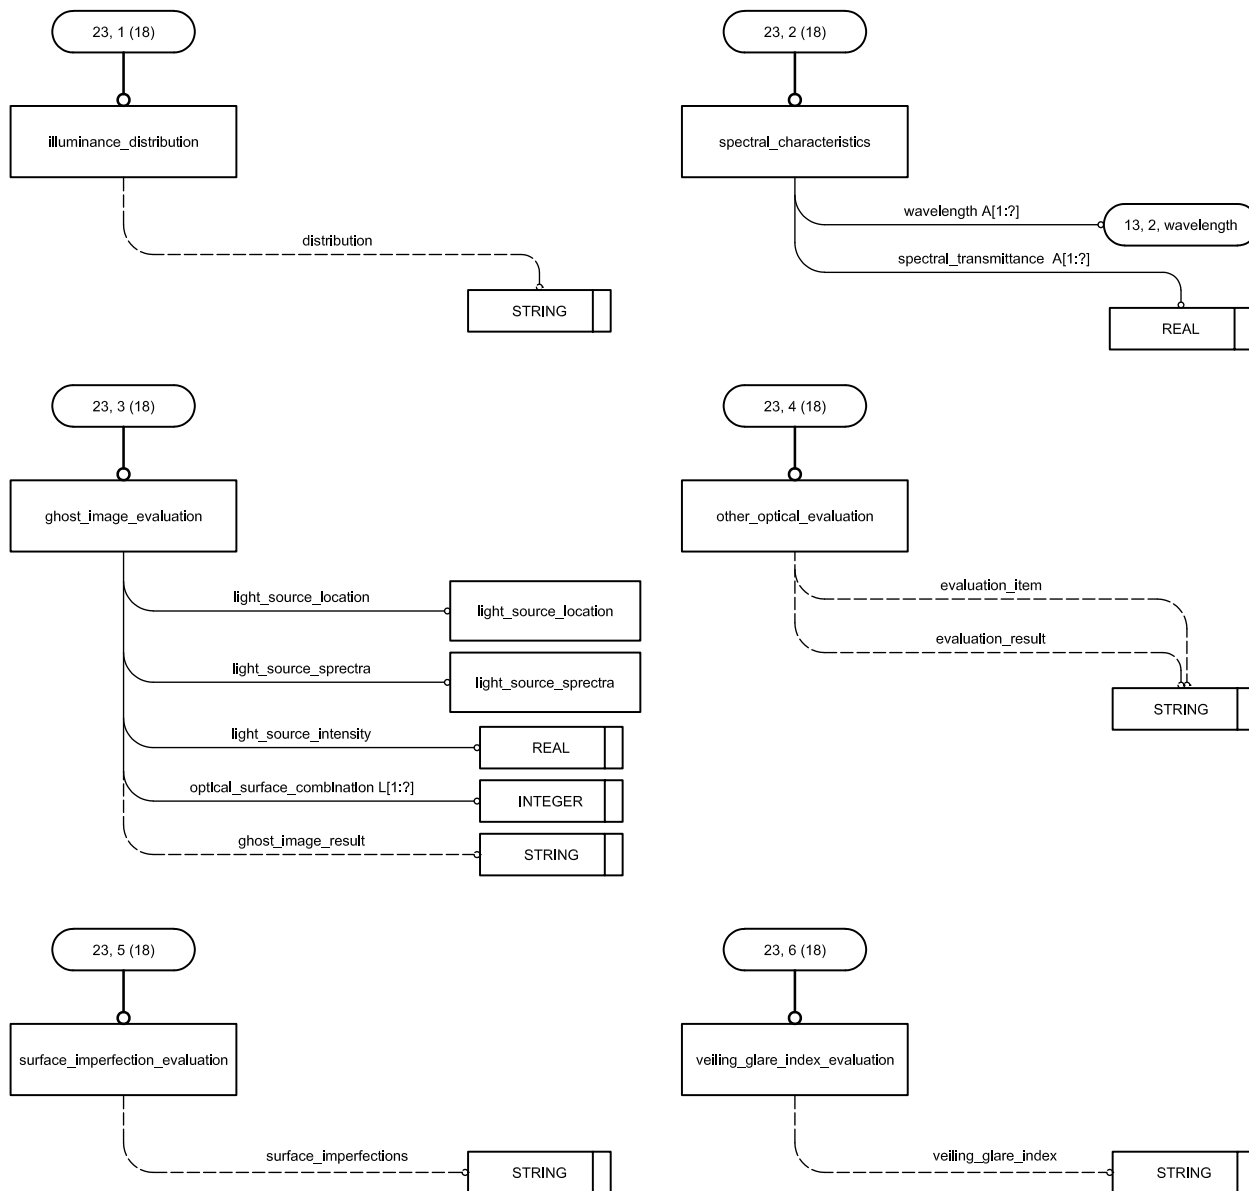 23, 1 (18)
illuminance_distribution
distribution
STRING
23, 2 (18)
spectral_characteristics
wavelength A[1:?]
13, 2, wavelength
spectral_transmittance A[1:?]
REAL
23, 3 (18)
ghost_image_evaluation
light_source_location
light_source_location
light_source_sprectra
light_source_sprectra
light_source_intensity
REAL
optical_surface_combination L[1:?]
INTEGER
ghost_image_result
STRING
23, 4 (18)
other_optical_evaluation
evaluation_item
evaluation_result
STRING
23, 5 (18)
surface_imperfection_evaluation
surface_imperfections
STRING
23, 6 (18)
veiling_glare_index_evaluation
veiling_glare_index
STRING